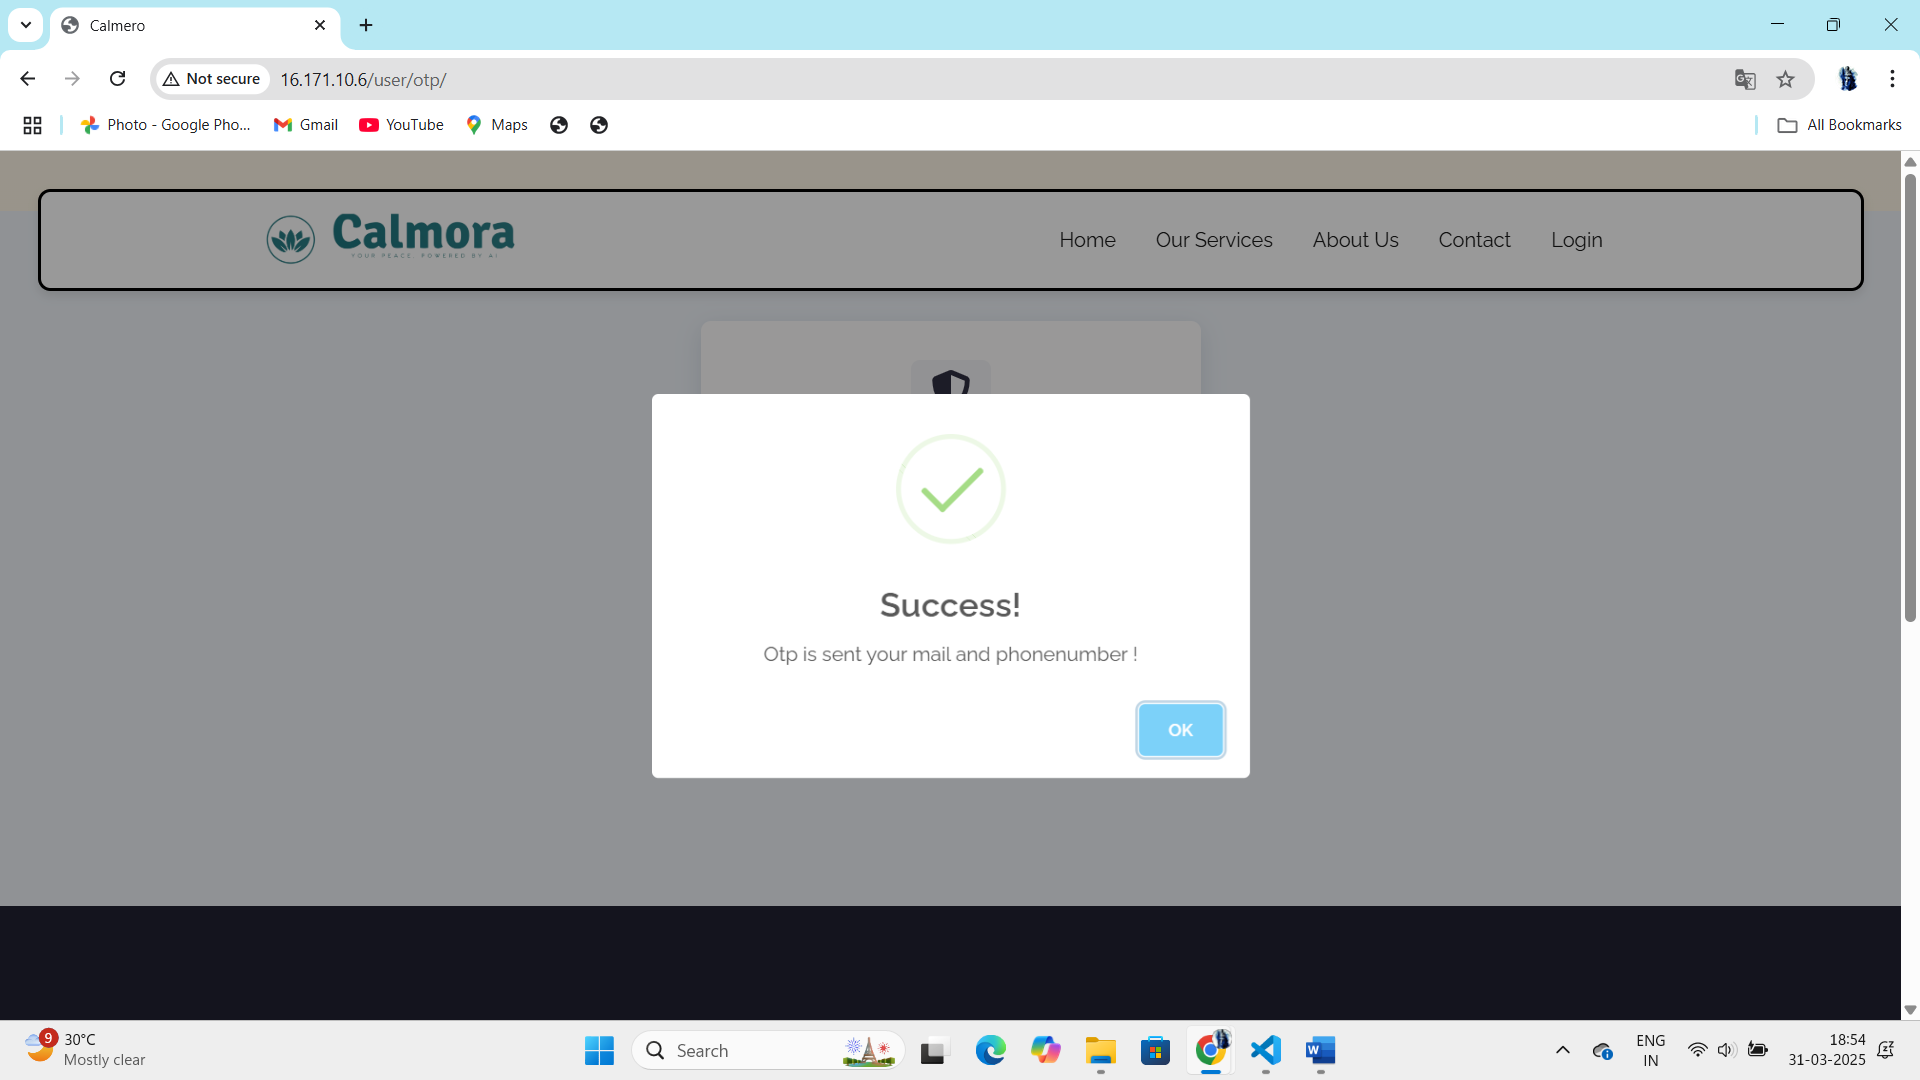 Calmero
Not secure
16.171.10.6/user/otp/
Photo - Google Pho...
Gmail
YouTube
Maps
All Bookmarks
Calmora
YOUR PEACE. POWERED BY AI
Home
Our Services
About Us
Contact
Login
Success!
Otp is sent your mail and phonenumber !
OK
9
30°C
Mostly clear
Search
ENG
IN
18:54
31-03-2025